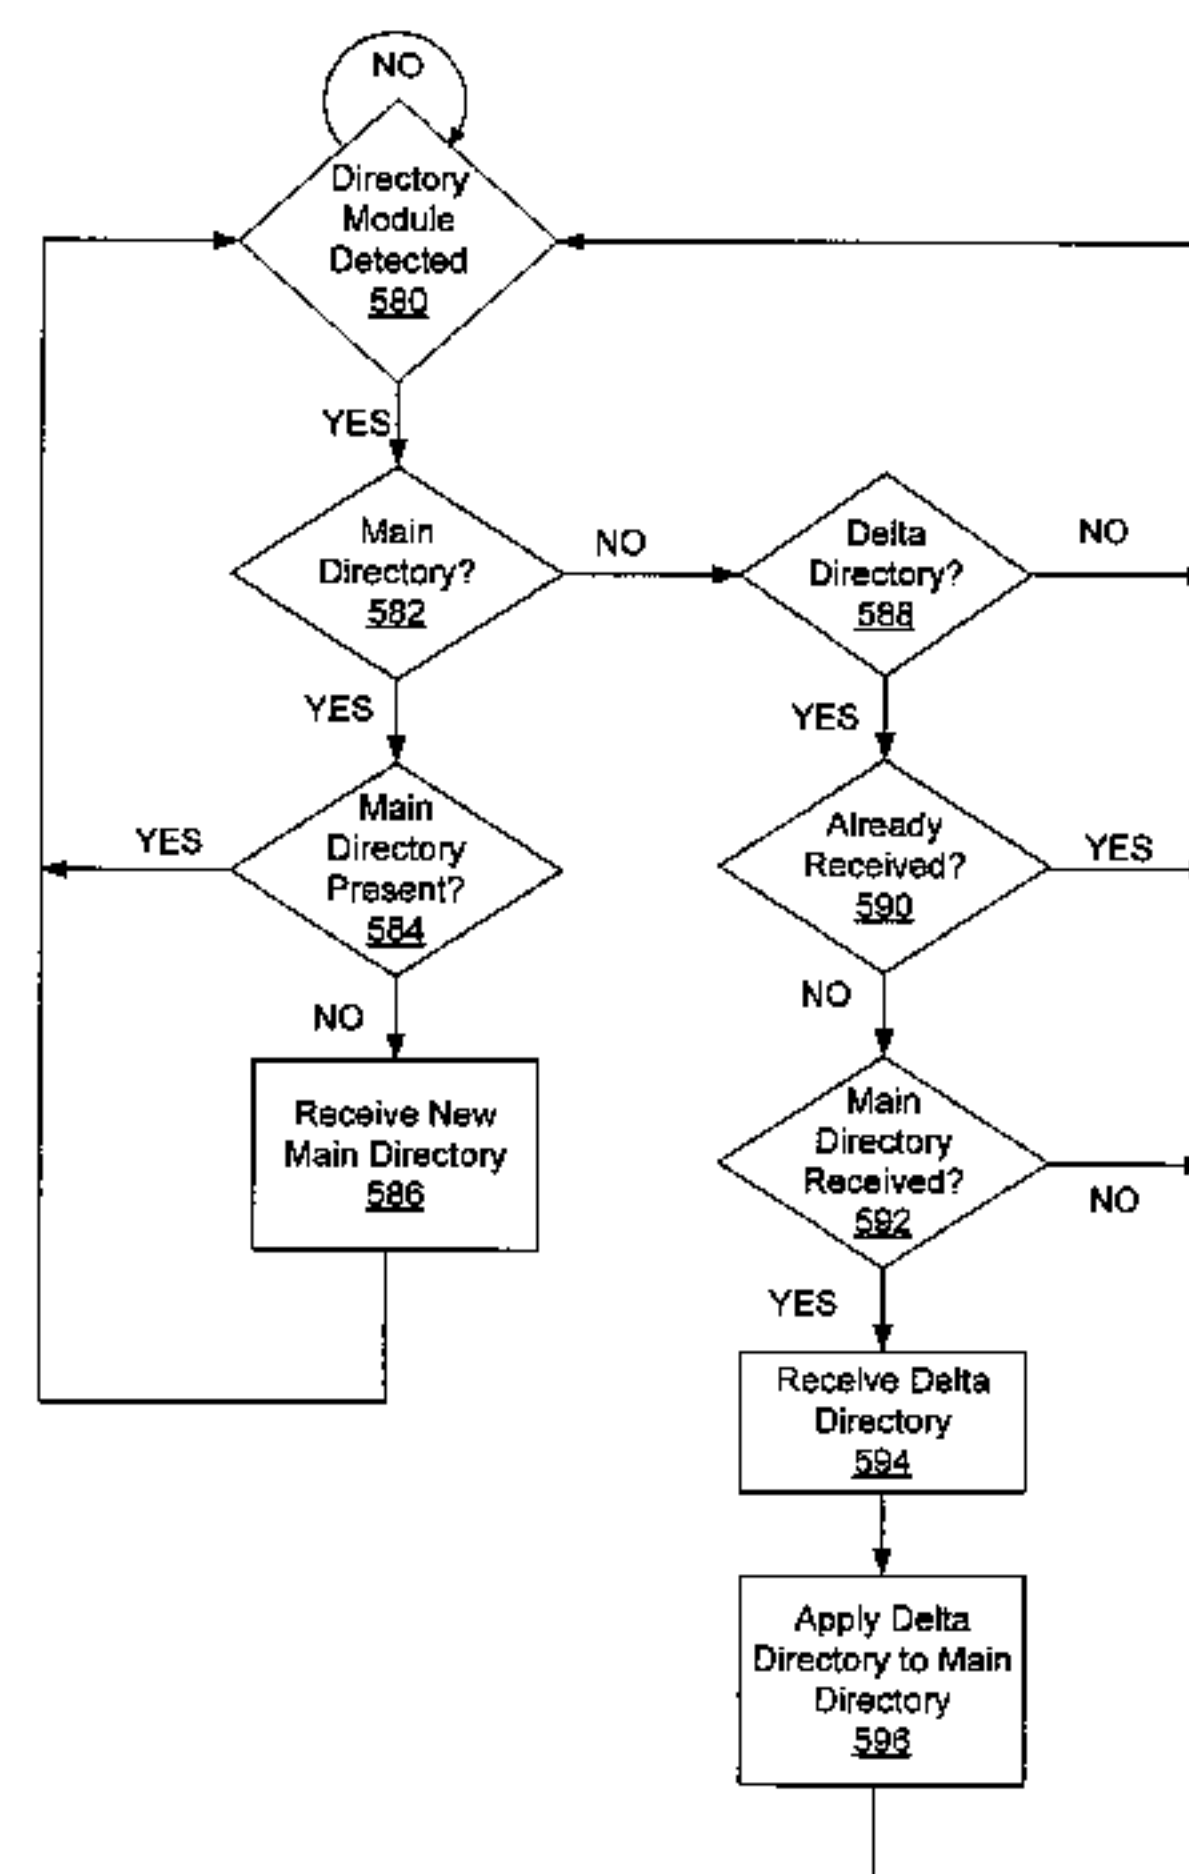 NO
Directory
Module
Detected
580
YES
Main
Directory?
582
NO
Delta
Directory?
588
NO
YES
YES
Main
Directory
Present?
584
YES
Already
Received?
590
YES
NO
NO
Receive New
Main Directory
586
Main
Directory
Received?
592
NO
YES
Receive Delta
Directory
594
Apply Delta
Directory to Main
Directory
596